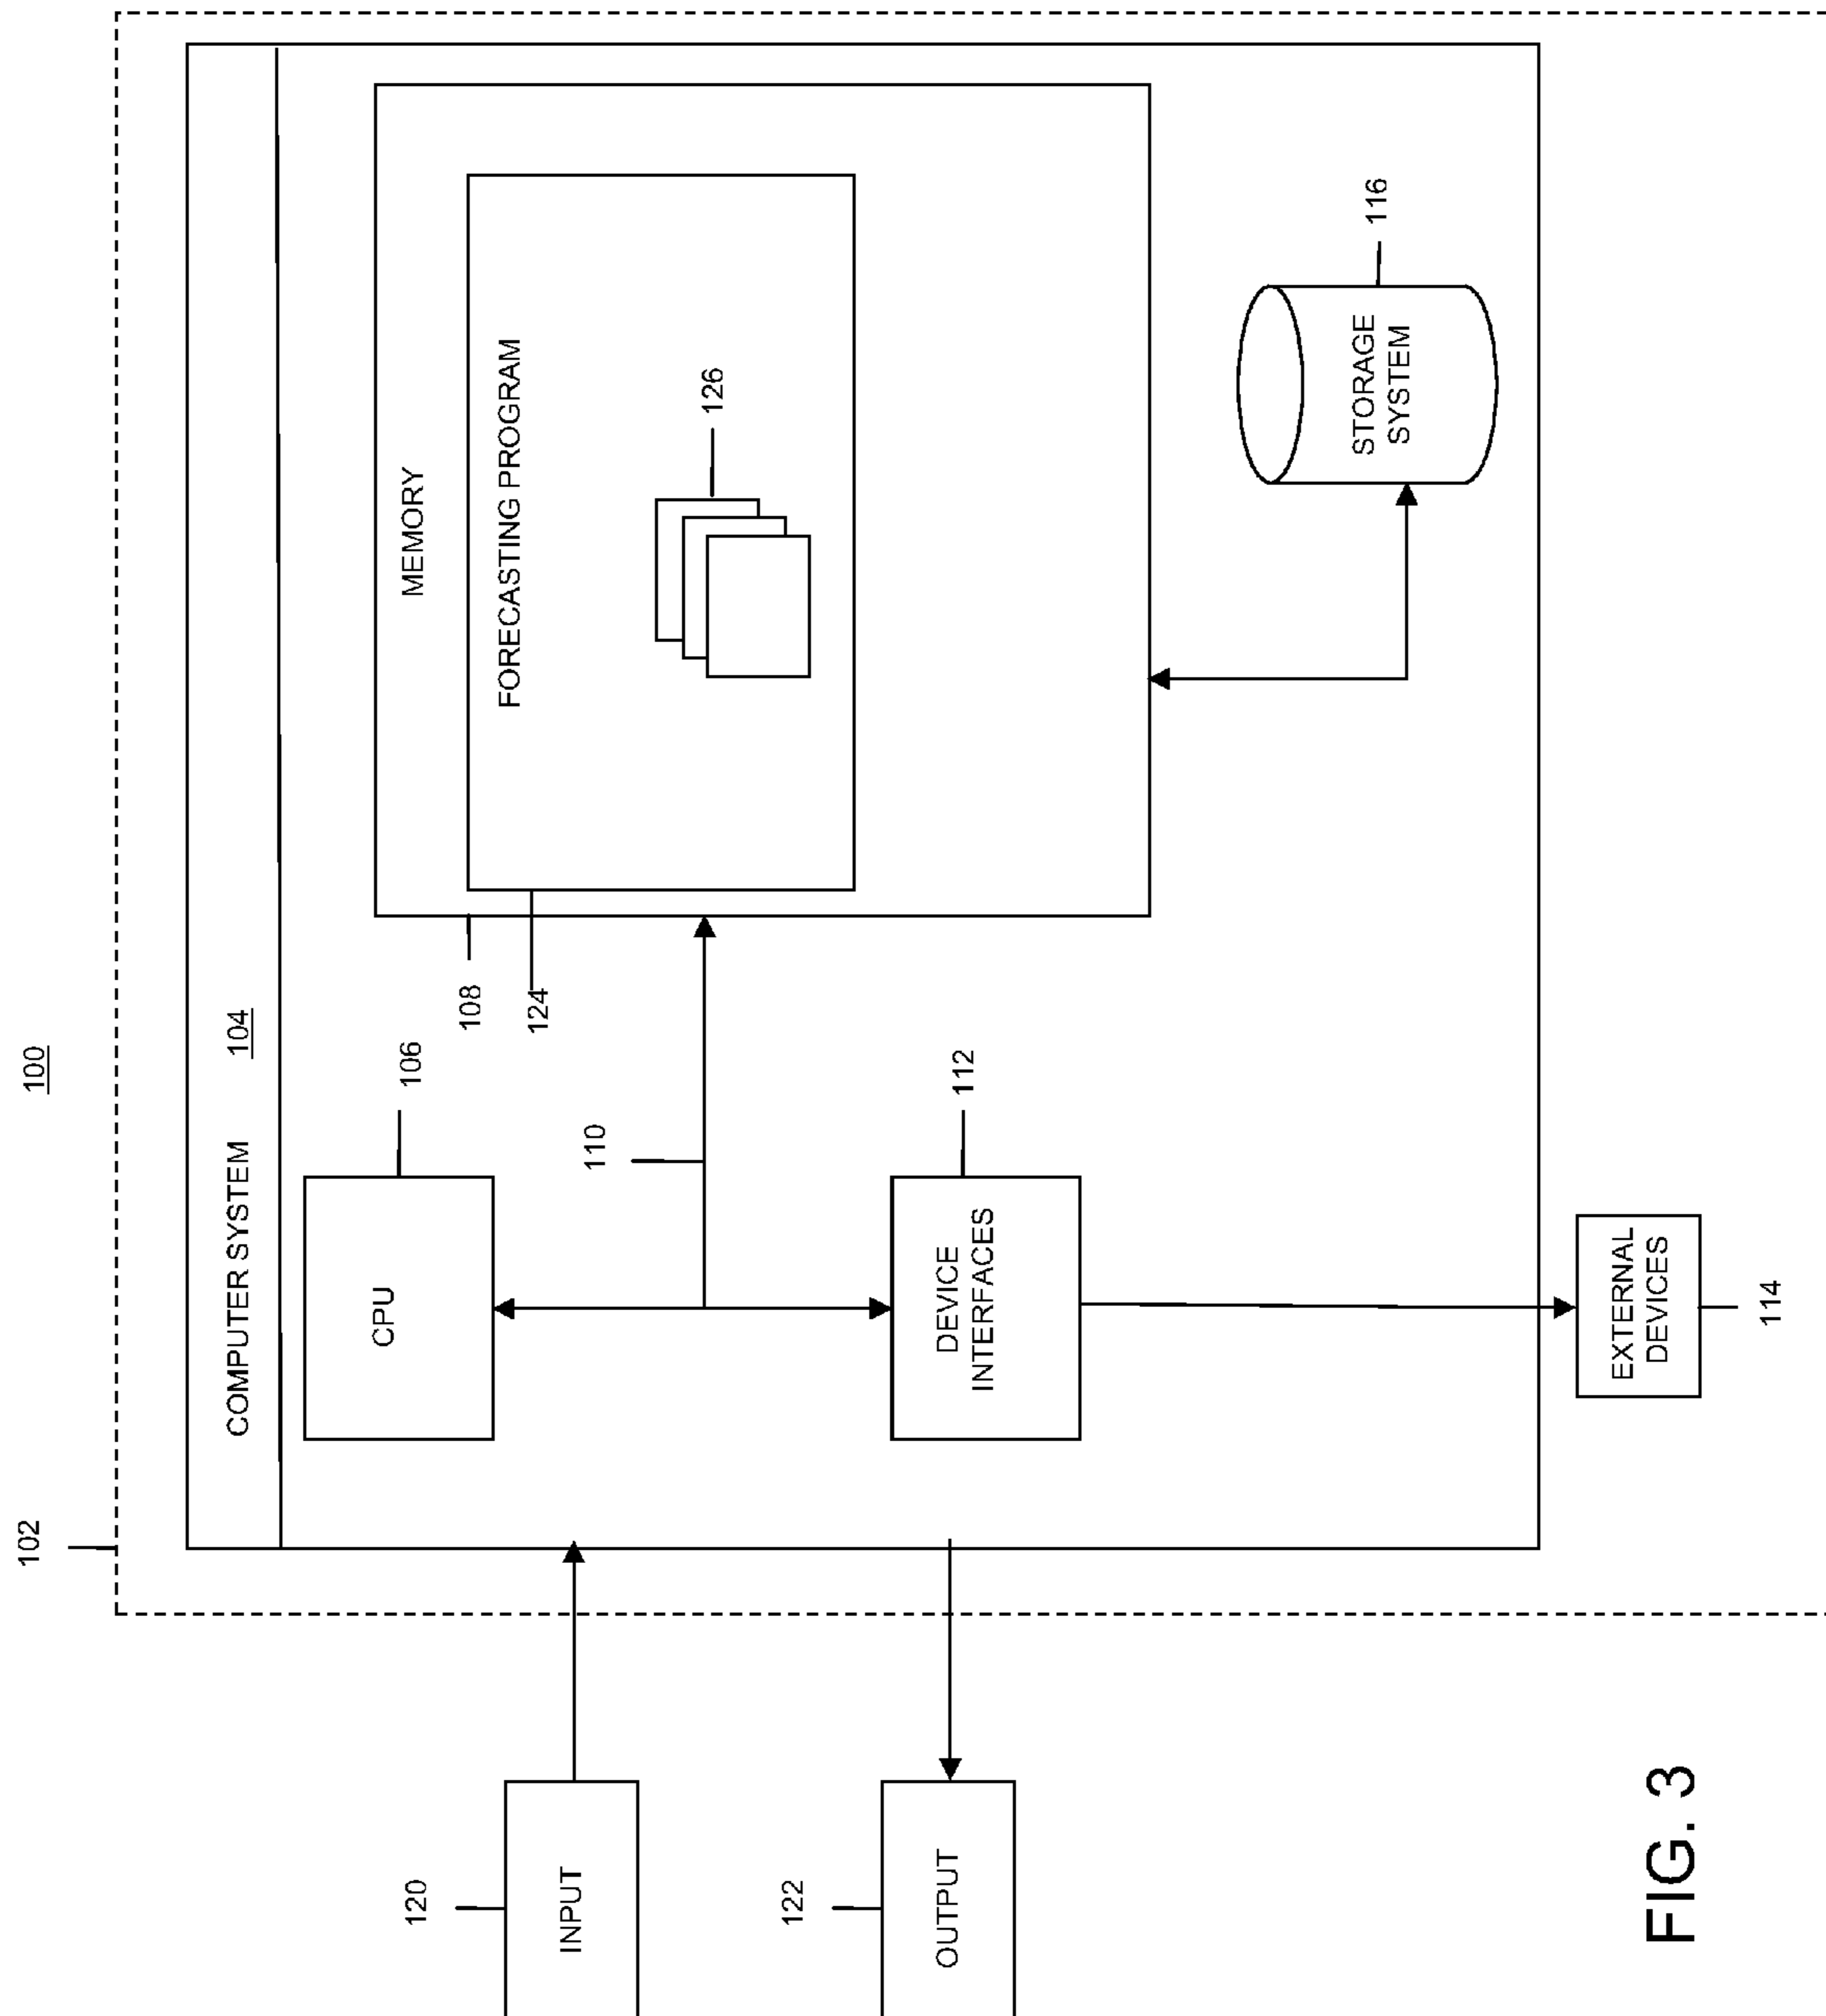 100
102
COMPUTER SYSTEM 104
CPU
106
MEMORY
108
FORECASTING PROGRAM
124
126
110
120
INPUT
DEVICE
INTERFACES
112
122
OUTPUT
STORAGE
SYSTEM
116
EXTERNAL
DEVICES
114
FIG. 3